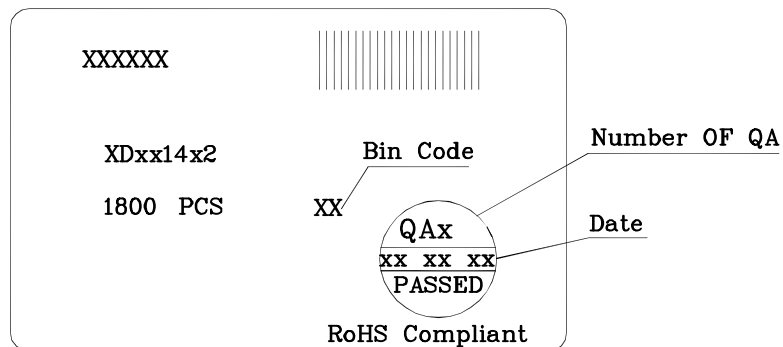 XXXXXX
XDxx14x2
Bin Code
Number OF QA
1800 PCS
XX
QAx
Date
xx xx xx
PASSED
RoHS Compliant